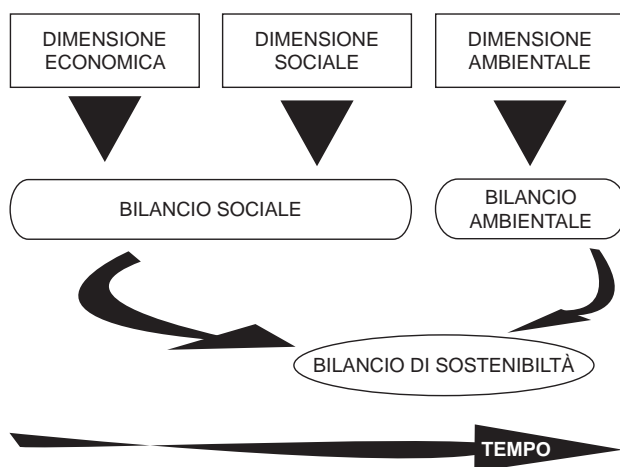 DIMENSIONE
ECONOMICA
DIMENSIONE
SOCIALE
DIMENSIONE
AMBIENTALE
BILANCIO SOCIALE
BILANCIO
AMBIENTALE
BILANCIO DI SOSTENIBILTÀ
TEMPO